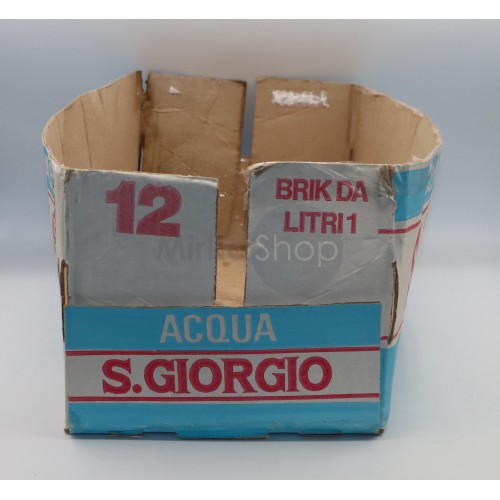 12
BRIK DA
LITRI 1
ACQUA
S.GIORGIO